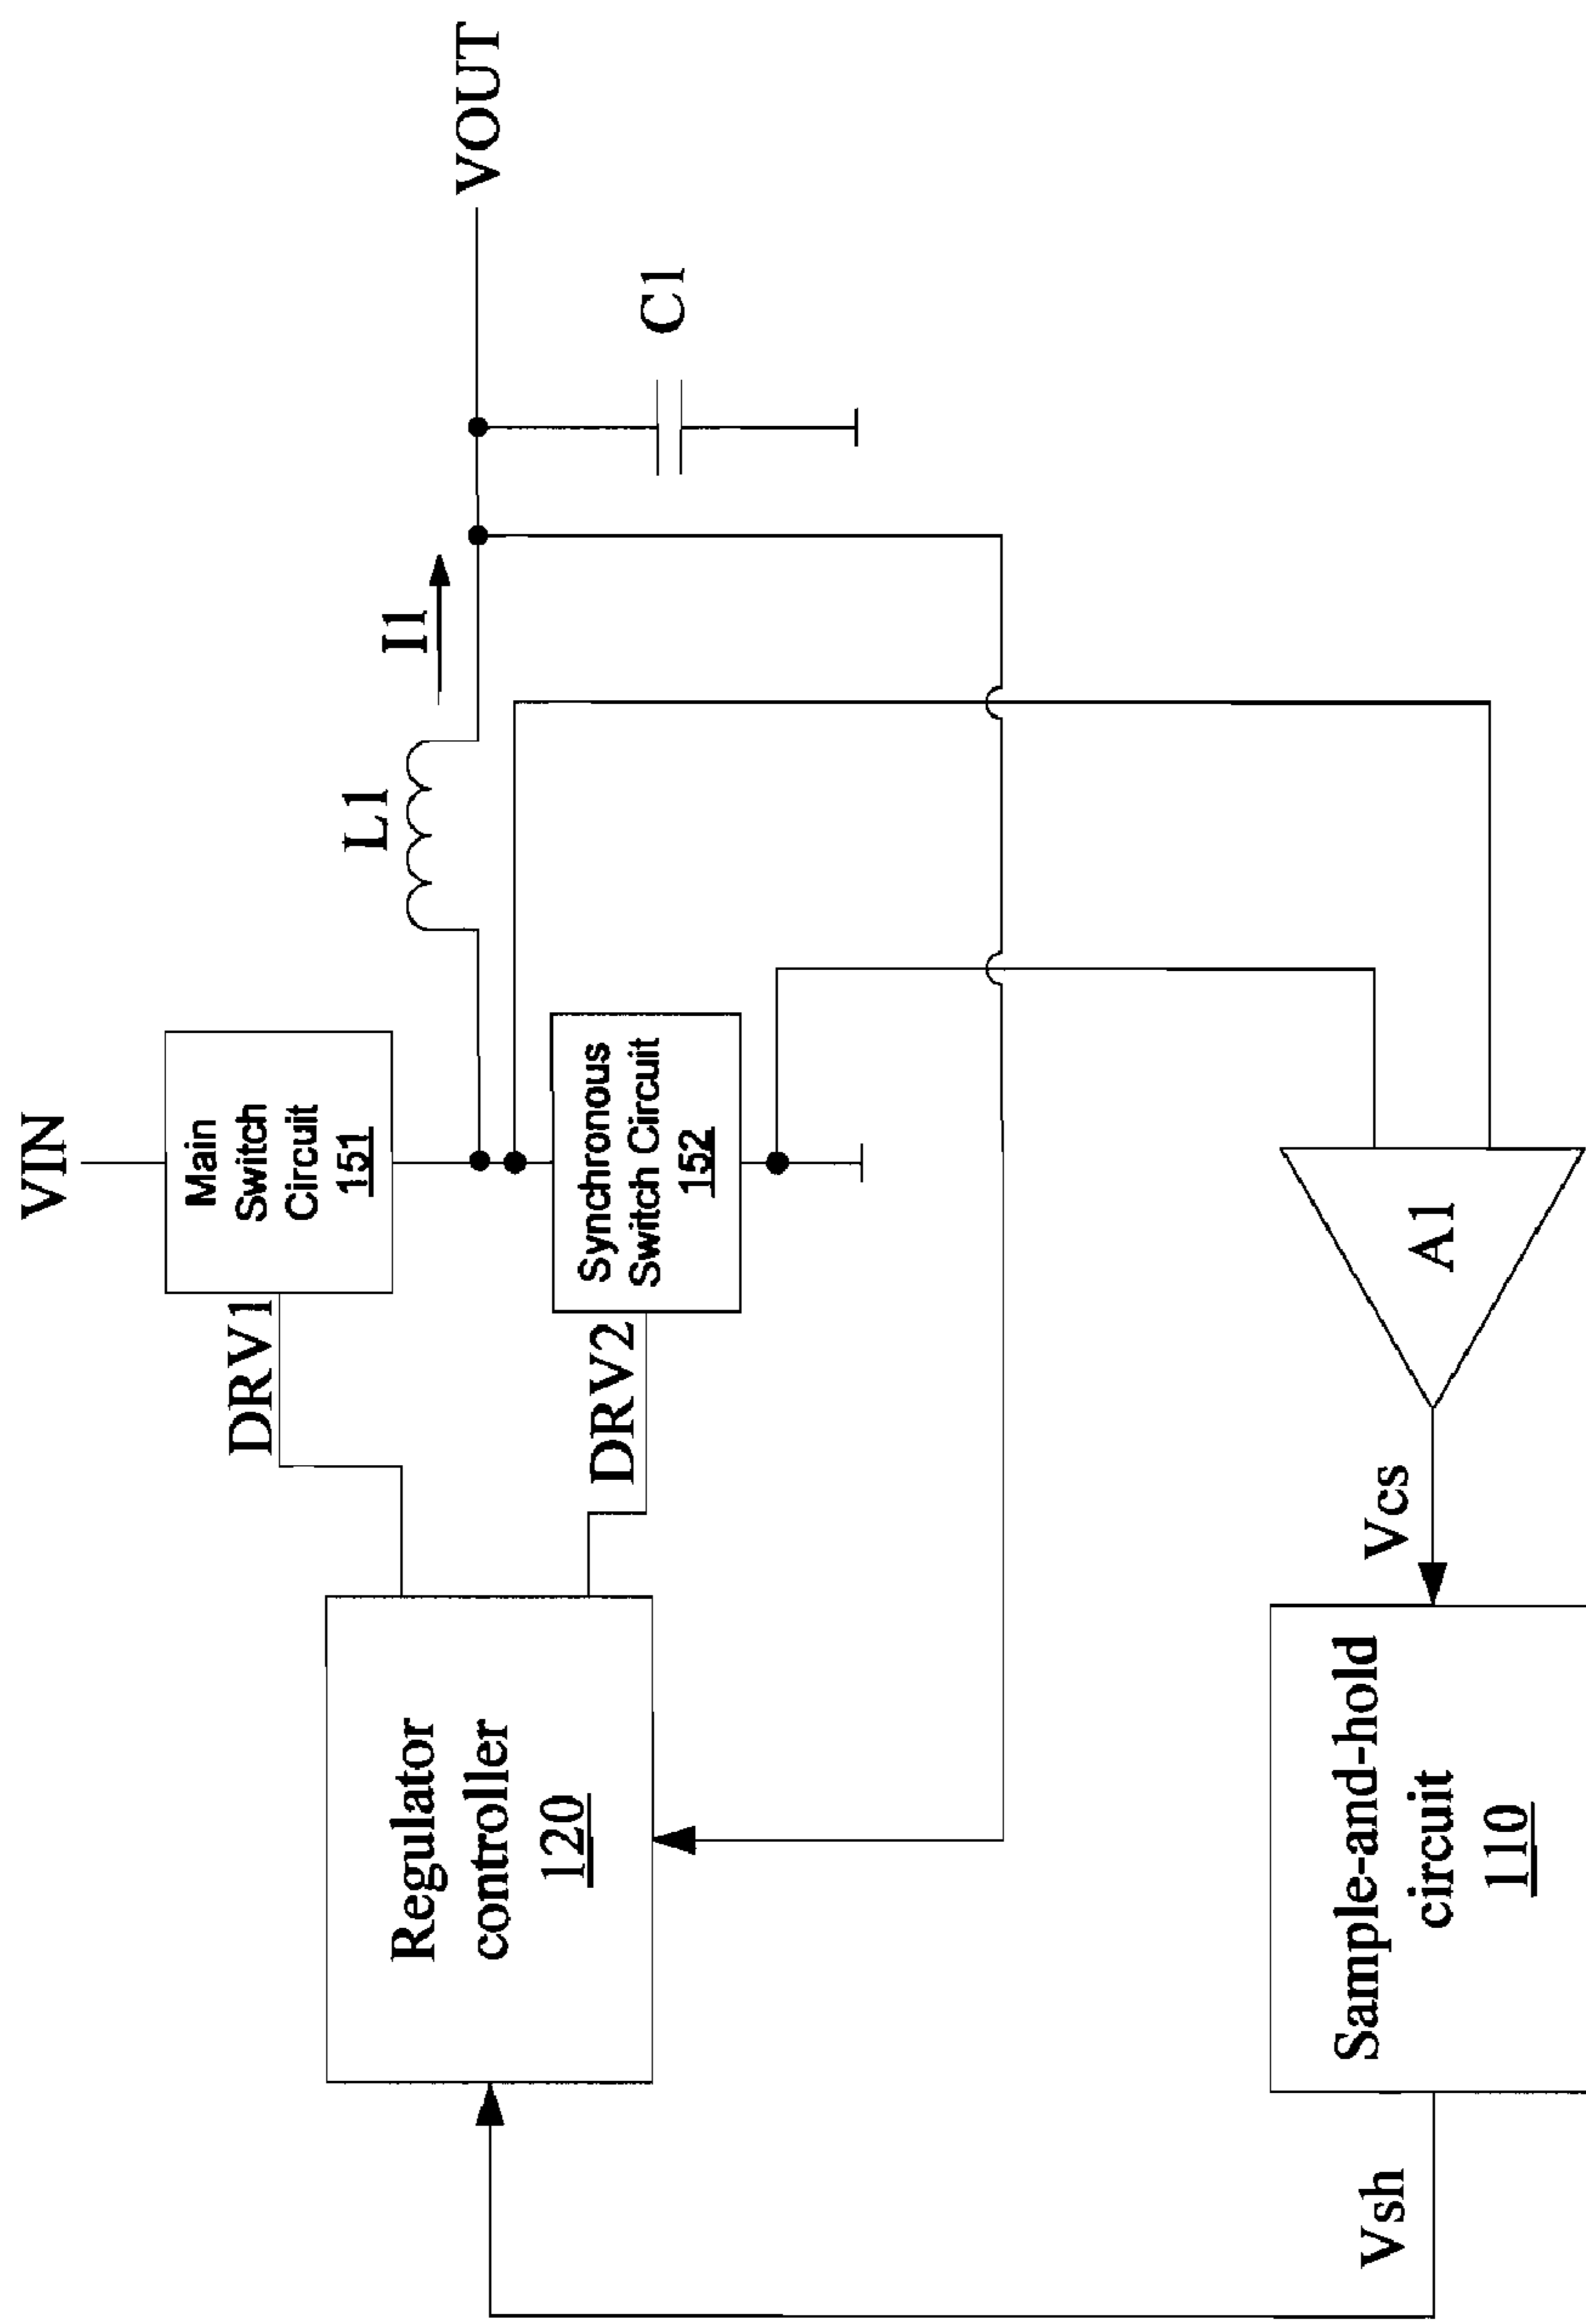 VIN
Main
Switch
Circuit
151
DRV1
L1
I1
VOUT
Regulator
controller
120
DRV2
Synchronous
Switch Circuit
152
C1
Vsh
Sample-and-hold
circuit
110
Vcs
A1